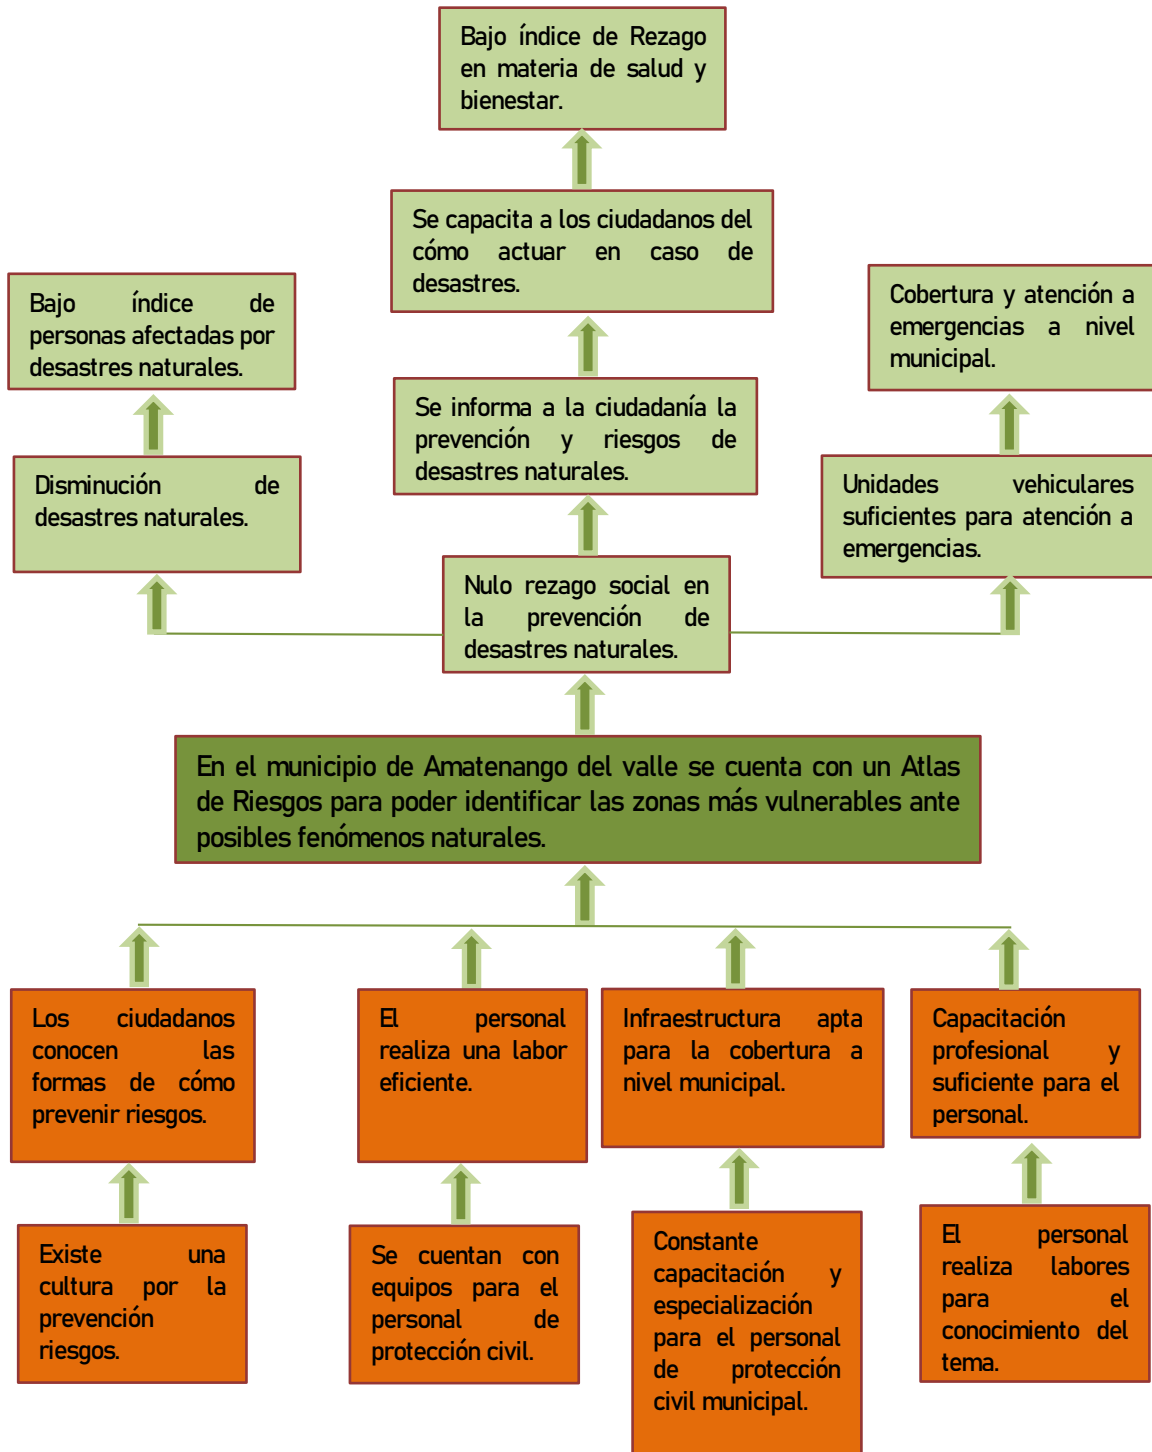 Bajo índice de Rezago
en materia de salud y
bienestar.
Se capacita a los ciudadanos del
cómo actuar en caso de
desastres.
Bajo índice de
personas afectadas por
desastres naturales.
Cobertura y atención a
emergencias a nivel
municipal.
Se informa a la ciudadanía la
prevención y riesgos de
desastres naturales.
Disminución de
desastres naturales.
Unidades vehiculares
suficientes para atención a
emergencias.
Nulo rezago social en
la prevención de
desastres naturales.
En el municipio de Amatenango del valle se cuenta con un Atlas
de Riesgos para poder identificar las zonas más vulnerables ante
posibles fenómenos naturales.
Los ciudadanos
conocen las
formas de cómo
prevenir riesgos.
El personal
realiza una labor
eficiente.
Infraestructura apta
para la cobertura a
nivel municipal.
Capacitación
profesional y
suficiente para el
personal.
Existe una
cultura por la
prevención
riesgos.
Se cuentan con
equipos para el
personal de
protección civil.
Constante
capacitación y
especialización
para el personal
de protección
civil municipal.
El personal
realiza labores
para el
conocimiento del
tema.